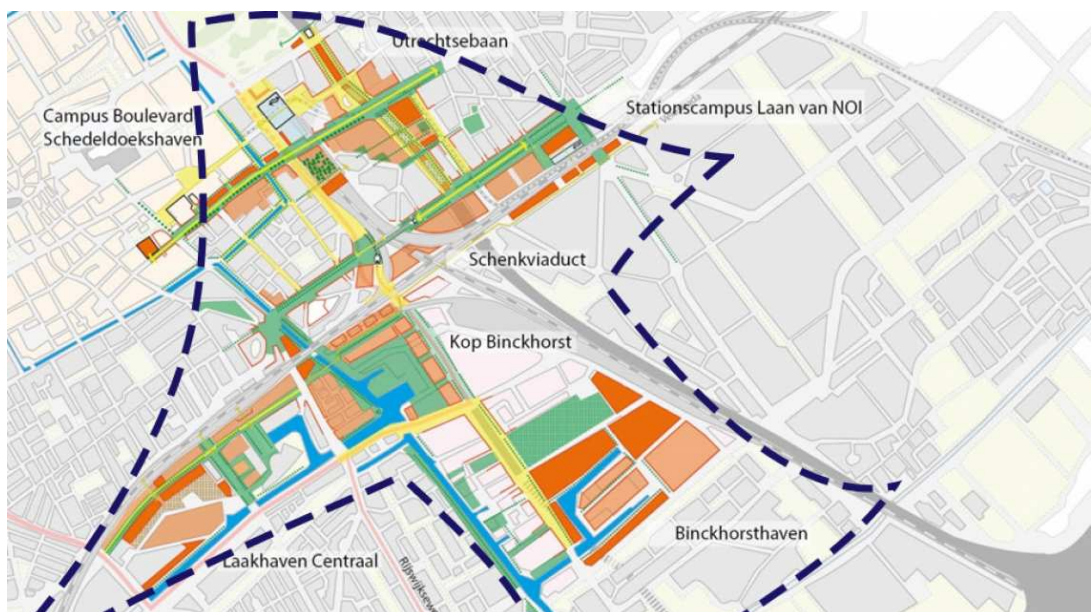 Utrechtsebaan
Campus Boulevard
Schedeldoekshaven
Stationscampus Laan van NOI
Schenkviaduct
Kop Binckhorst
Binckhorsthaven
Laakhaven Centraal